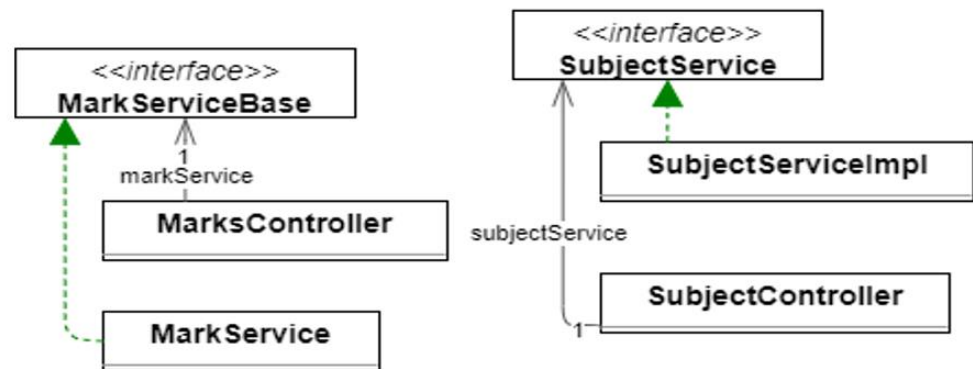 <<interface>>
MarkServiceBase
1
markService
MarksController
MarkService
<<interface>>
SubjectService
SubjectServiceImpl
subjectService
SubjectController
1